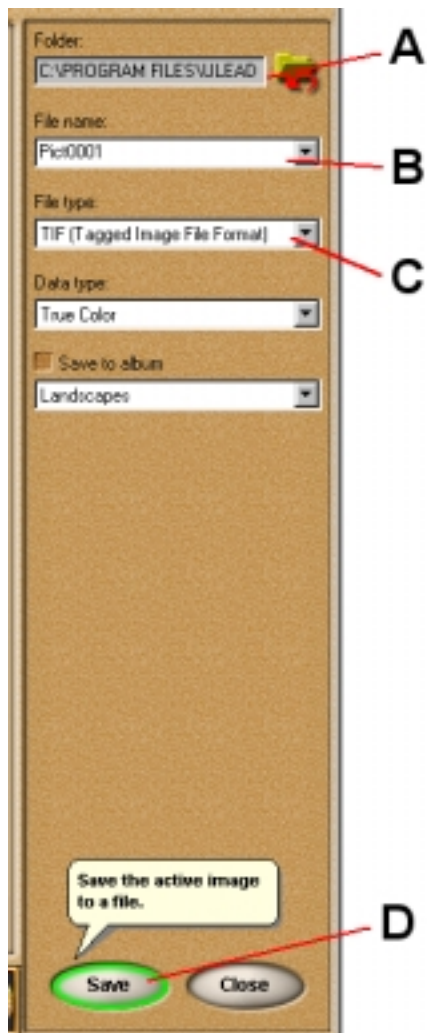 Folder:
A
C:\PROGRAM FILES\ULEAD
File name:
Pict0001
B
File type:
TIF (Tagged Image File Format)
C
Data type:
True Color
Save to album
Landscapes
Save the active image
to a file.
D
Save
Close